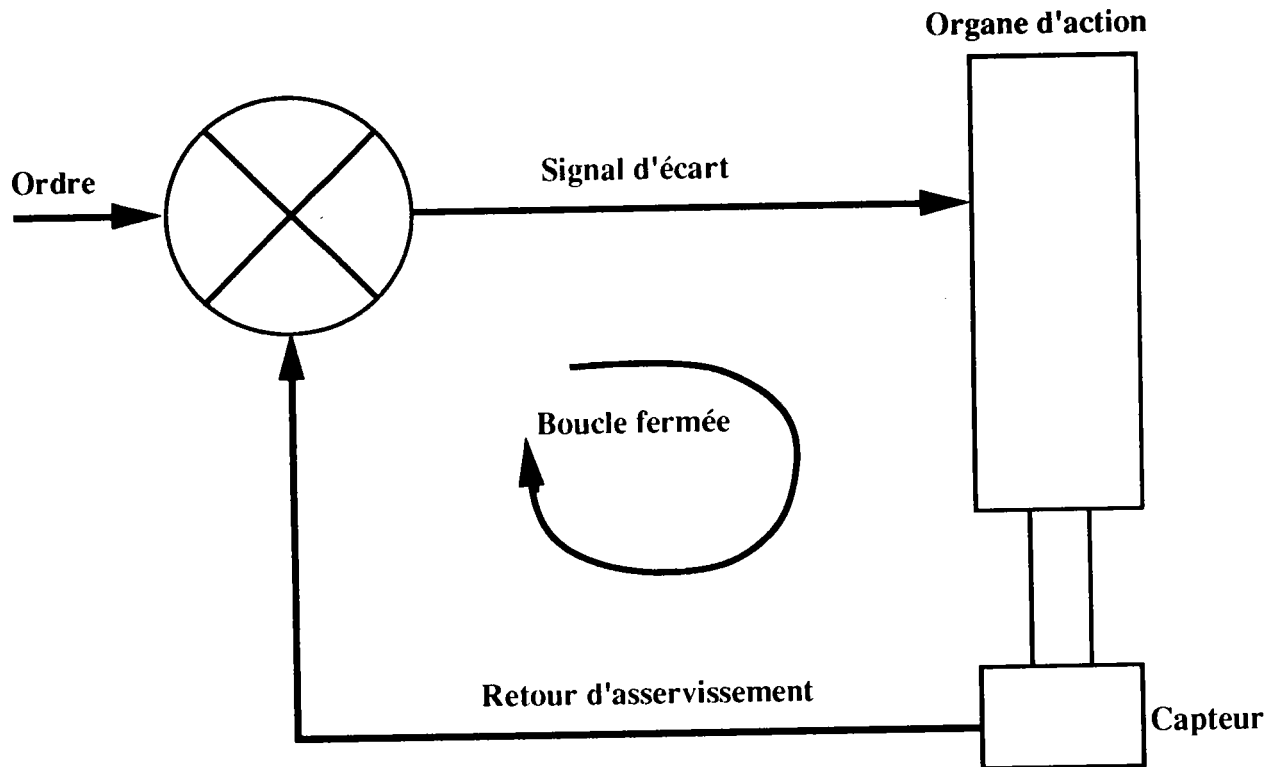 Organe d'action
Ordre
Signal d'écart
Boucle fermée
Retour d'asservissement
Capteur